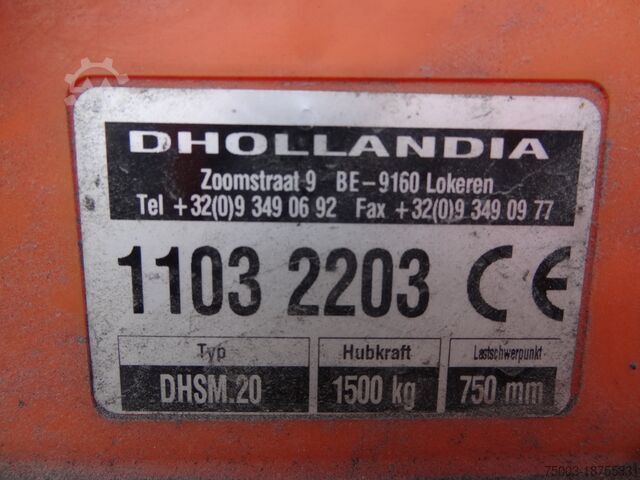 DHOLLANDIA
Zoomstraat 9 BE-9160 Lokeren
Tel +32(0)9 349 06 92 Fax +32(0)9 349 09 77
1103 2203 CE
Typ Hubkraft Lastschwerpunkt
DHSM.20 1500 kg 750 mm